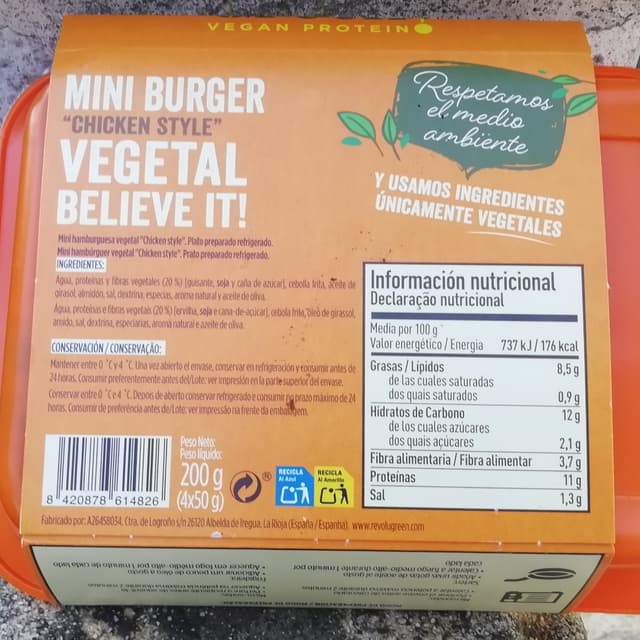 VEGAN PROTEIN
MINI BURGER
"CHICKEN STYLE"
VEGETAL
BELIEVE IT!
Respetamos
el medio
ambiente
Y USAMOS INGREDIENTES
ÚNICAMENTE VEGETALES
Mini hamburguesa vegetal "Chicken style". Plato preparado refrigerado.
Mini hambúrguer vegetal "Chicken style". Prato preparado refrigerado.
INGREDIENTES:
Agua, proteínas y fibras vegetales (20 %) [guisante, soja y caña de azúcar], cebolla frita, aceite de
girasol, almidón, sal, dextrina, especias, aroma natural y aceite de oliva.
Água, proteínas e fibras vegetais (20 %) [ervilha, soja e cana-de-açúcar], cebola frita, óleo de girassol,
amido, sal, dextrina, especiarias, aroma natural e azeite de oliva.
CONSERVACIÓN / CONSERVAÇÃO:
Mantener entre 0 °C y 4 °C. Una vez abierto el envase, conservar en refrigeración y consumir antes de
24 horas. Consumir preferentemente antes del/Lote: ver impresión en la parte superior del envase.
Conservar entre 0 °C e 4 °C. Depois de aberto conservar refrigerado e consumir no prazo máximo de 24
horas. Consumir de preferência antes do/Lote: ver impressão na frente da embalagem.
Información nutricional
Declaração nutricional
Media por 100 g
Valor energético / Energia 737 kJ / 176 kcal
Grasas / Lípidos 8,5 g
de las cuales saturadas
dos quais saturados 0,9 g
Hidratos de Carbono 12 g
de los cuales azúcares
dos quais açúcares 2,1 g
Fibra alimentaria / Fibra alimentar 3,7 g
Proteínas 11 g
Sal 1,3 g
8 420878 614826
Peso Neto:
Peso líquido:
200 g
(4x50 g)
®
RECICLA
Al Azul
RECICLA
Al Amarillo
Fabricado por: A26458034. Ctra. de Logroño s/n 26120 Albelda de Iregua. La Rioja (España / Espanha). www.revolugreen.com